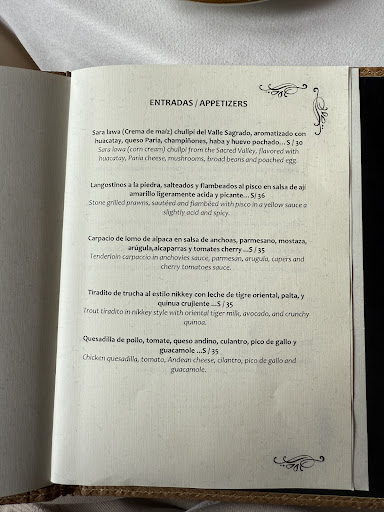 ENTRADAS / APPETIZERS
Sara lawa (Crema de maíz) chullpi del Valle Sagrado, aromatizado con
huacatay, queso Paria, champiñones, haba y huevo pochado... S / 30
Sara lawa (corn cream) chullpi from the Sacred Valley, flavored with
huacatay, Paria cheese, mushrooms, broad beans and poached egg.
Langostinos a la piedra, salteados y flambeados al pisco en salsa de ají
amarillo ligeramente acida y picante... S/ 36
Stone grilled prawns, sautéed and flambéed with pisco in a yellow sauce a
slightly acid and spicy.
Carpacio de lomo de alpaca en salsa de anchoas, parmesano, mostaza,
arúgula,alcaparras y tomates cherry ...S / 35
Tenderloin carpaccio in anchovies sauce, parmesan, arugula, capers and
cherry tomatoes sauce.
Tiradito de trucha al estilo nikkey con leche de tigre oriental, palta, y
quinua crujiente ...S / 35
Trout tiradito in nikkey style with oriental tiger milk, avocado, and crunchy
quinoa.
Quesadilla de pollo, tomate, queso andino, culantro, pico de gallo y
guacamole ...S / 35
Chicken quesadilla, tomato, Andean cheese, cilantro, pico de gallo and
guacamole.